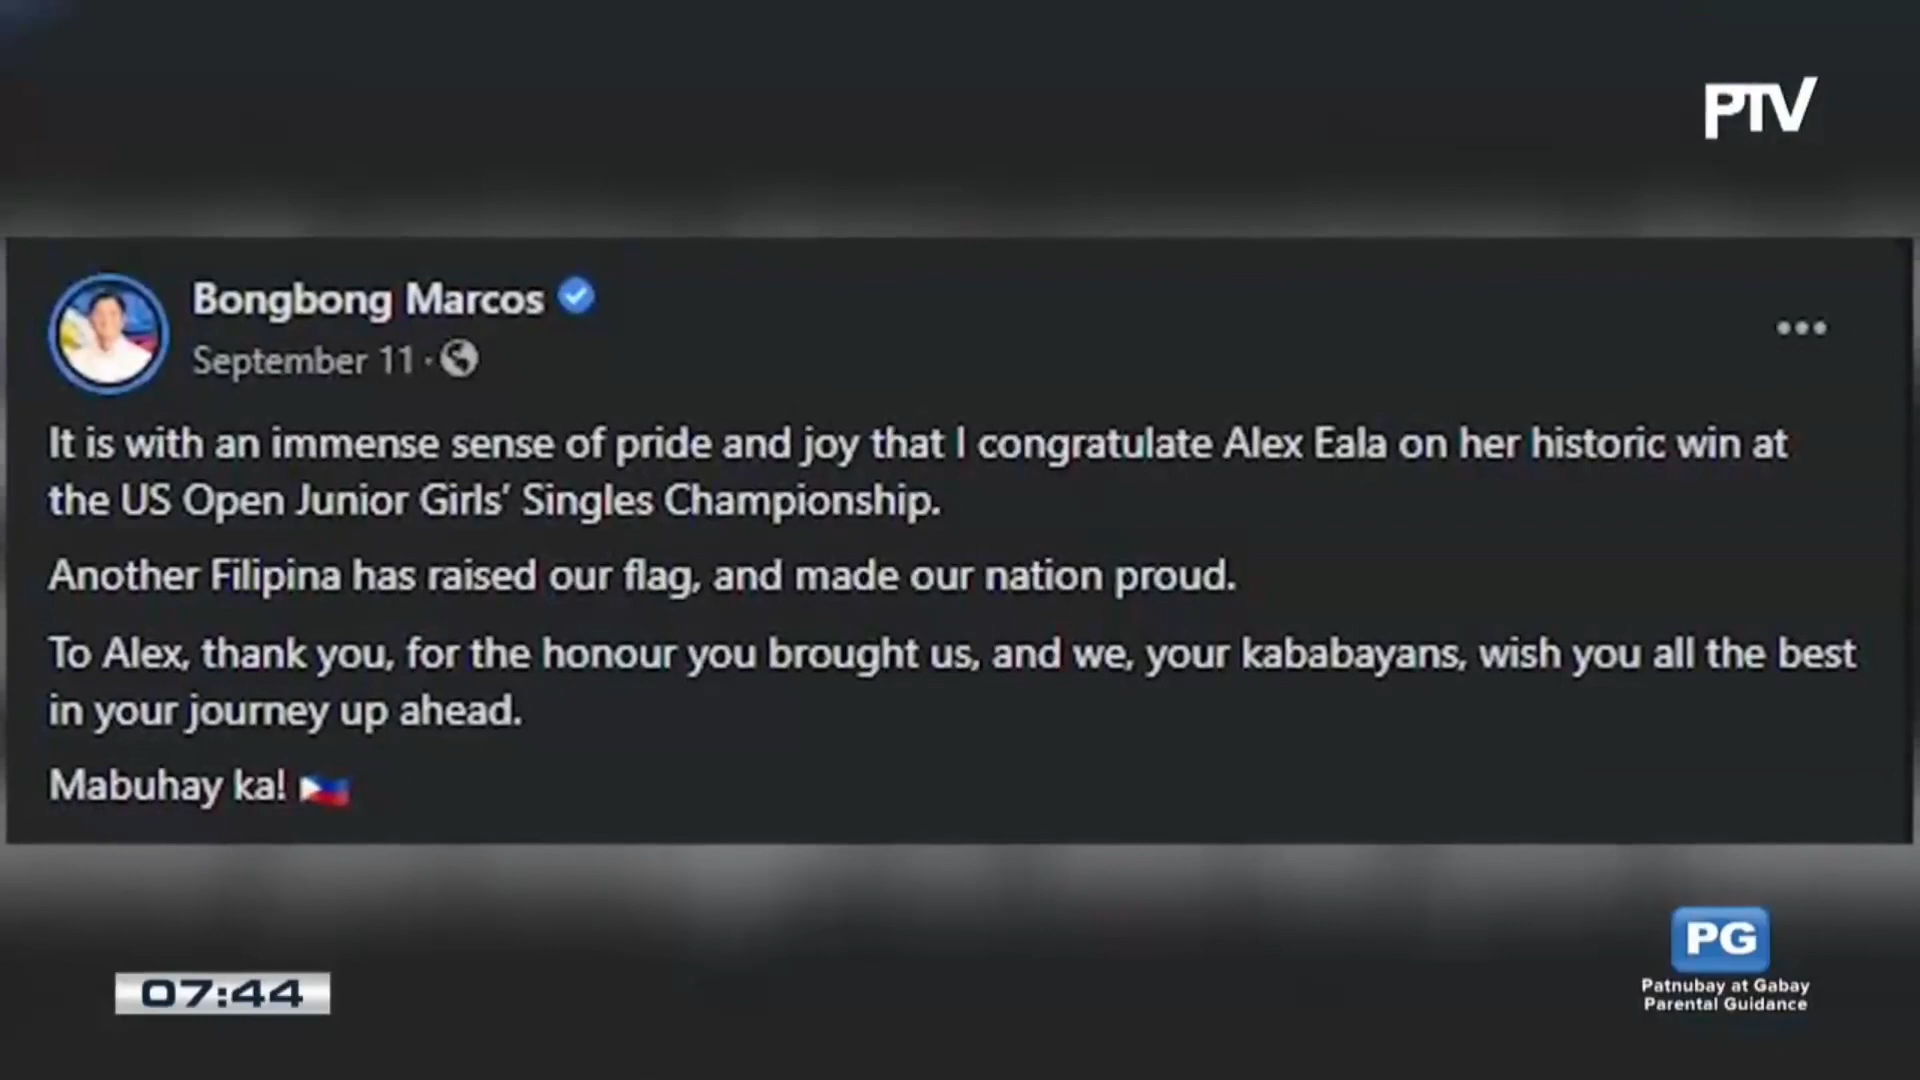 PTV
Bongbong Marcos
September 11 ·
It is with an immense sense of pride and joy that I congratulate Alex Eala on her historic win at
the US Open Junior Girls’ Singles Championship.
Another Filipina has raised our flag, and made our nation proud.
To Alex, thank you, for the honour you brought us, and we, your kababayans, wish you all the best
in your journey up ahead.
Mabuhay ka! 🇵🇭
07:44
PG
Patnubay at Gabay
Parental Guidance